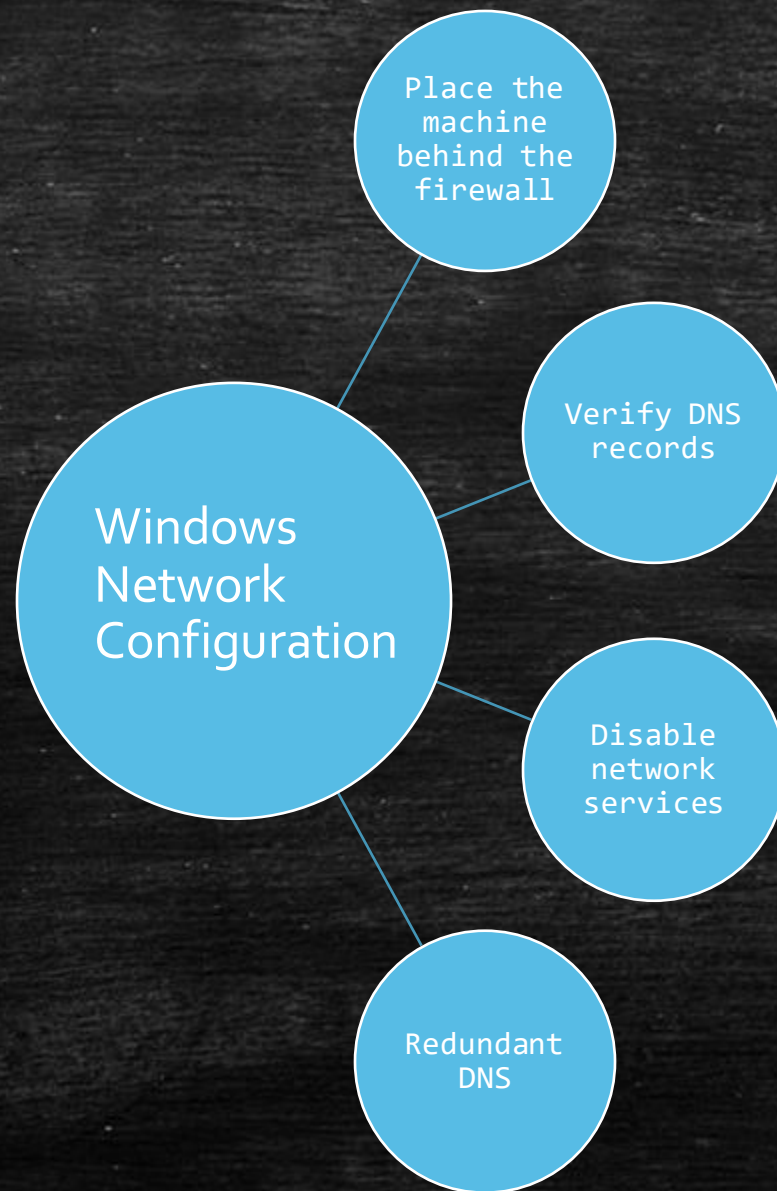 Place the
machine
behind the
firewall
Verify DNS
records
Windows
Network
Configuration
Disable
network
services
Redundant
DNS